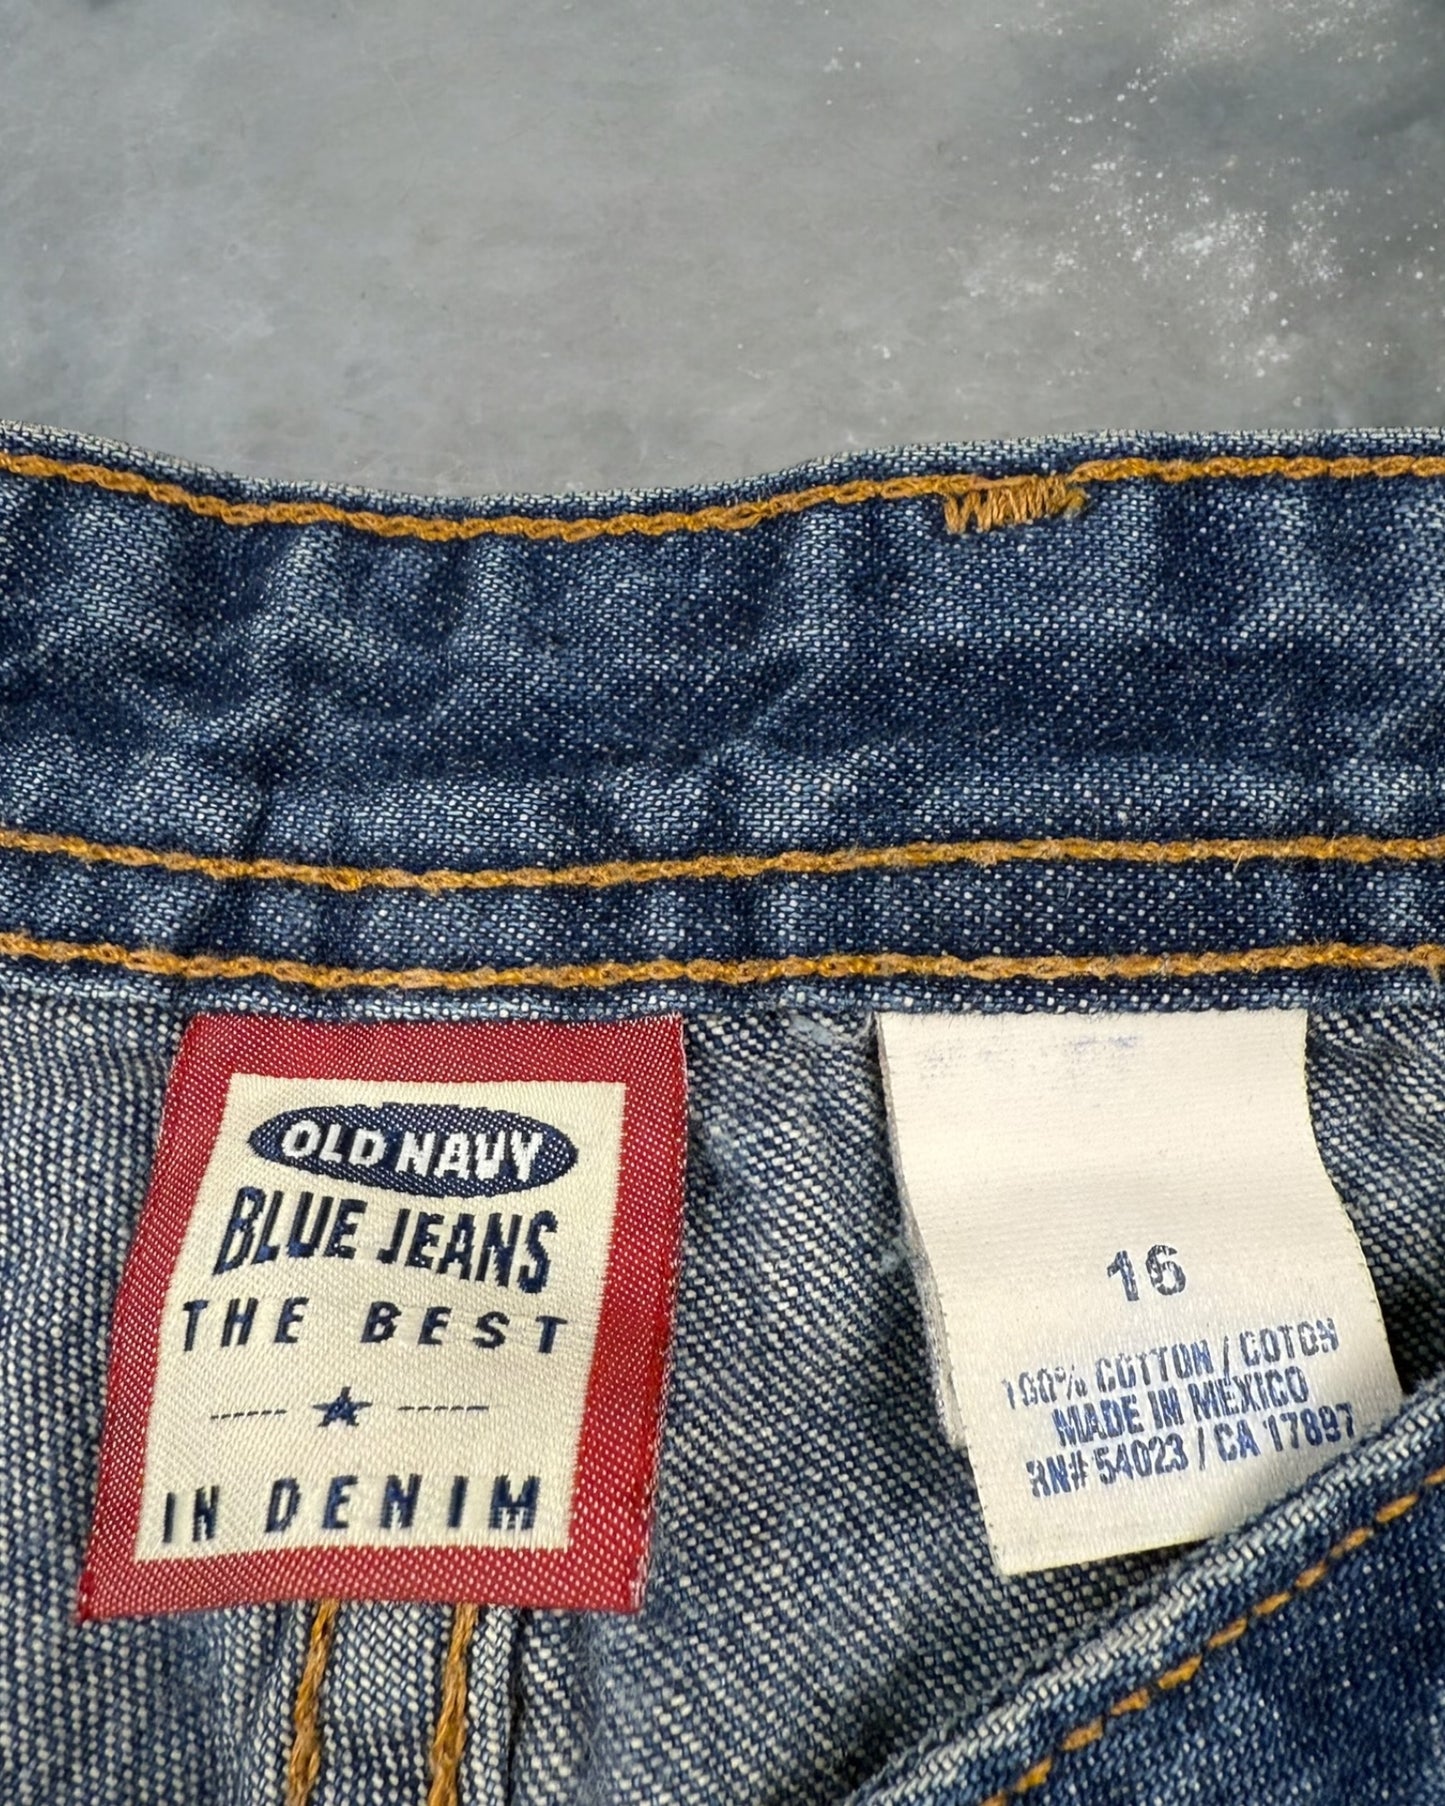 OLD NAVY
BLUE JEANS
THE BEST
IN DENIM
16
100% COTTON / COTON
MADE IN MEXICO
RN# 54023 / CA 17897